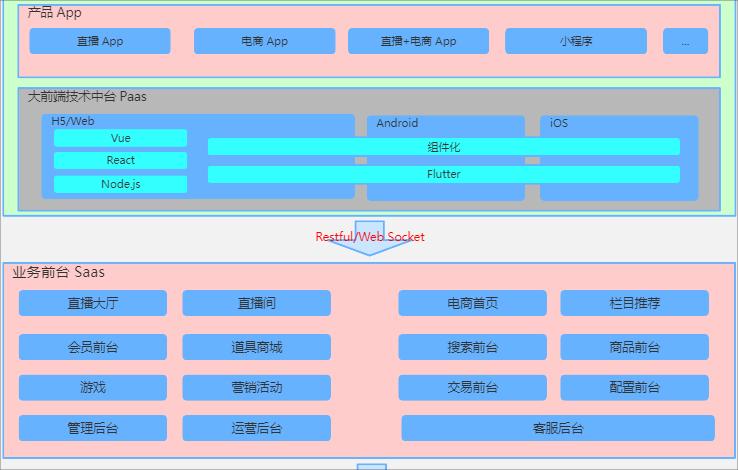 产品 App
直播 App
电商 App
直播+电商 App
小程序
...
大前端技术中台 Paas
H5/Web
Vue
React
Node.js
Android
iOS
组件化
Flutter
Restful/Web Socket
业务前台 Saas
直播大厅
直播间
电商首页
栏目推荐
会员前台
道具商城
搜索前台
商品前台
游戏
营销活动
交易前台
配置前台
管理后台
运营后台
客服后台